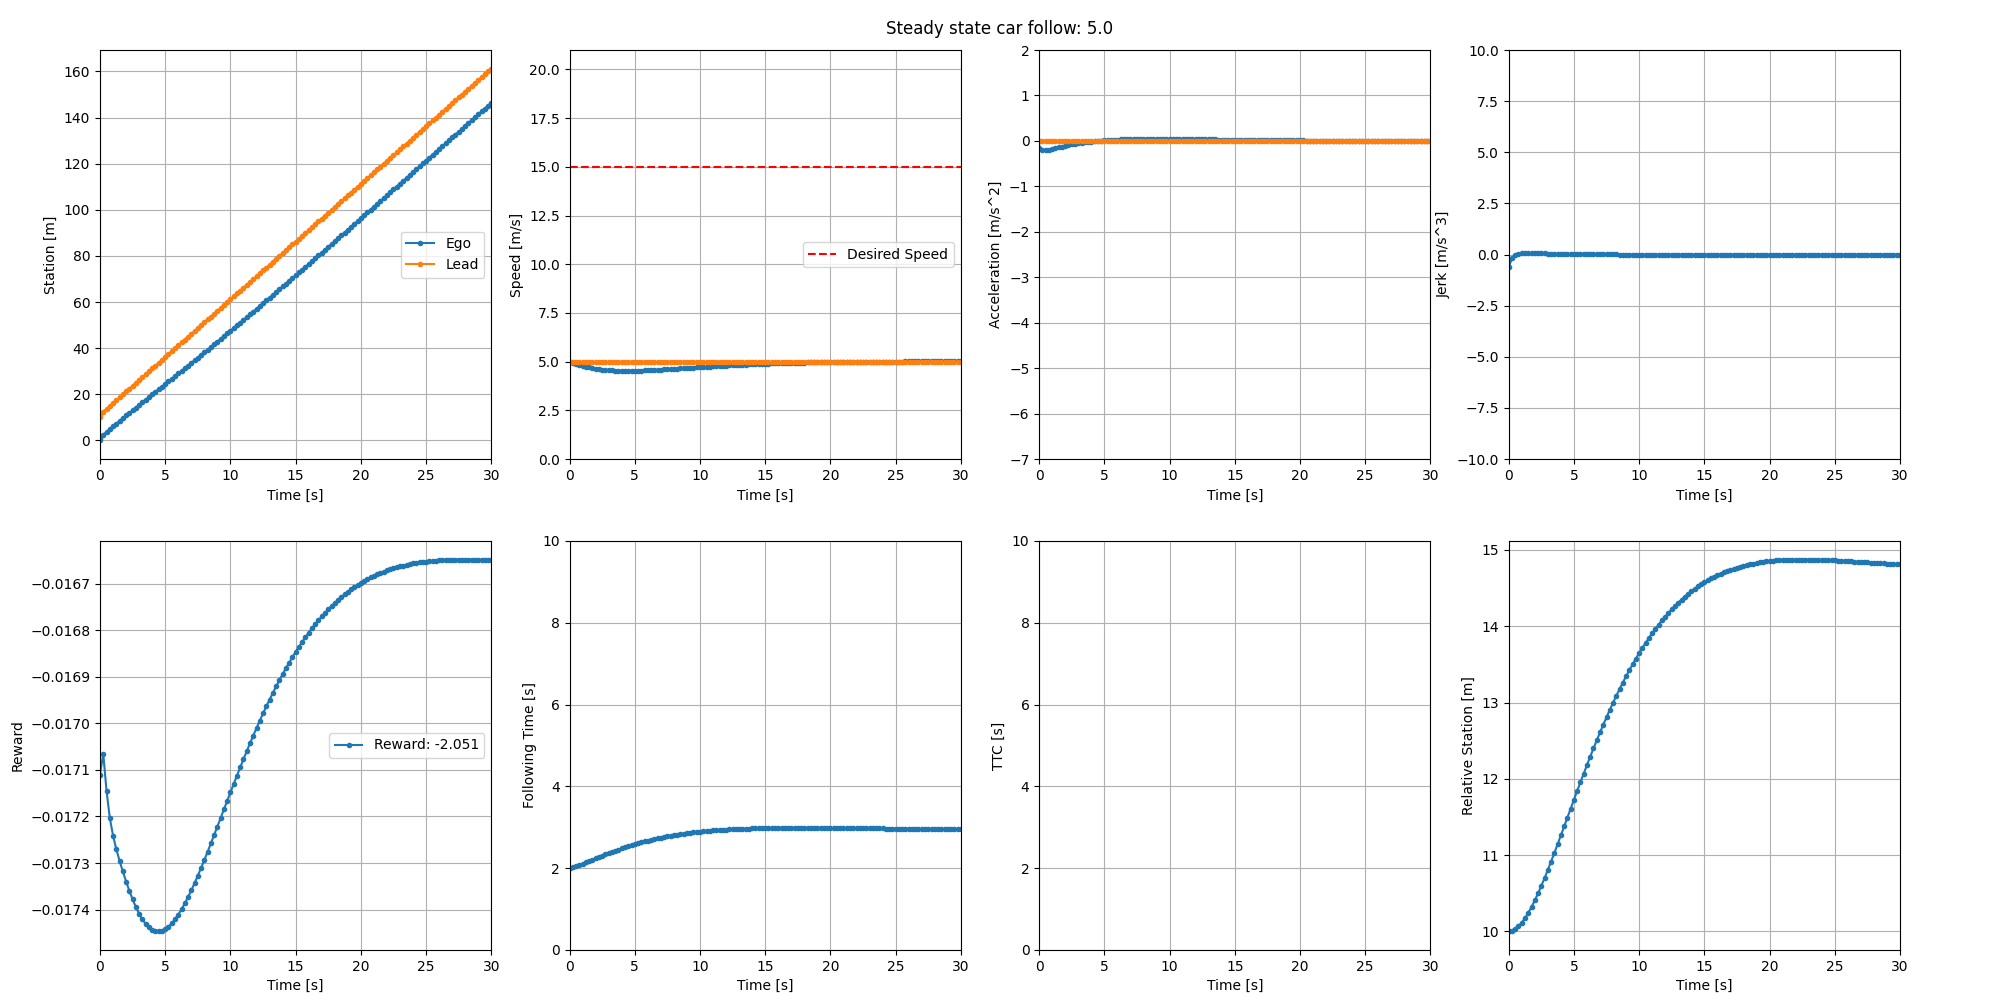 Steady state car follow: 5.0
Station [m]
160
140
120
100
80
60
40
20
0
Ego
Lead
0 5 10 15 20 25 30
Time [s]
Speed [m/s]
20.0
17.5
15.0
12.5
10.0
7.5
5.0
2.5
0.0
Desired Speed
0 5 10 15 20 25 30
Time [s]
Acceleration [m/s^2]
2
1
0
−1
−2
−3
−4
−5
−6
−7
0 5 10 15 20 25 30
Time [s]
Jerk [m/s^3]
10.0
7.5
5.0
2.5
0.0
−2.5
−5.0
−7.5
−10.0
0 5 10 15 20 25 30
Time [s]
Reward
−0.0167
−0.0168
−0.0169
−0.0170
−0.0171
−0.0172
−0.0173
−0.0174
Reward: -2.051
0 5 10 15 20 25 30
Time [s]
Following Time [s]
10
8
6
4
2
0
0 5 10 15 20 25 30
Time [s]
TTC [s]
10
8
6
4
2
0
0 5 10 15 20 25 30
Time [s]
Relative Station [m]
15
14
13
12
11
10
0 5 10 15 20 25 30
Time [s]